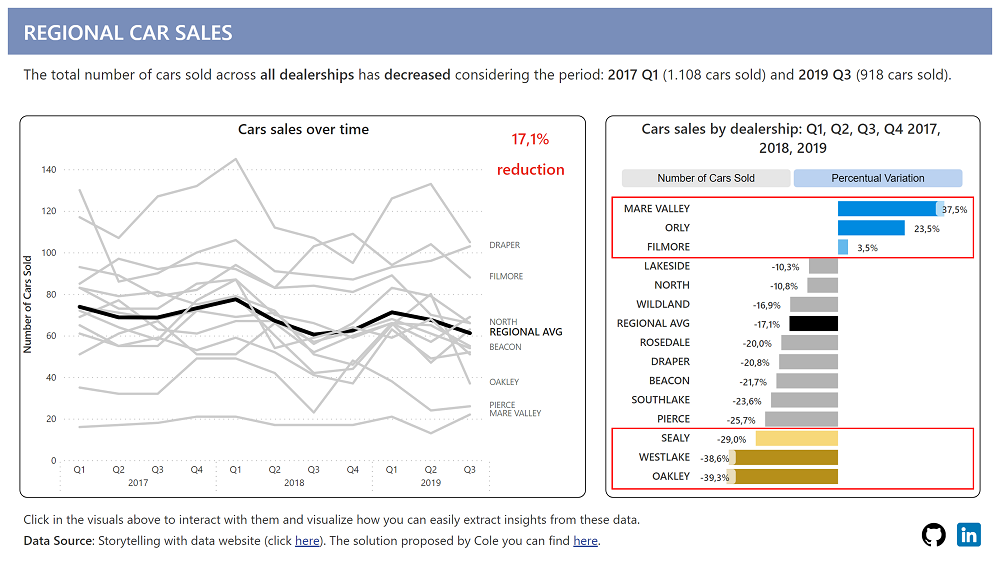 REGIONAL CAR SALES
The total number of cars sold across all dealerships has decreased considering the period: 2017 Q1 (1.108 cars sold) and 2019 Q3 (918 cars sold).
Cars sales over time
17,1%
reduction
Number of Cars Sold
140
120
100
80
60
40
20
0
DRAPER
FILMORE
NORTH
REGIONAL AVG
BEACON
OAKLEY
PIERCE
MARE VALLEY
Q1 Q2 Q3 Q4 Q1 Q2 Q3 Q4 Q1 Q2 Q3
2017 2018 2019
Cars sales by dealership: Q1, Q2, Q3, Q4 2017,
2018, 2019
Number of Cars Sold Percentual Variation
MARE VALLEY 37,5%
ORLY 23,5%
FILMORE 3,5%
LAKESIDE -10,3%
NORTH -10,8%
WILDLAND -16,9%
REGIONAL AVG -17,1%
ROSEDALE -20,0%
DRAPER -20,8%
BEACON -21,7%
SOUTHLAKE -23,6%
PIERCE -25,7%
SEALY -29,0%
WESTLAKE -38,6%
OAKLEY -39,3%
Click in the visuals above to interact with them and visualize how you can easily extract insights from these data.
Data Source: Storytelling with data website (click here). The solution proposed by Cole you can find here.
in